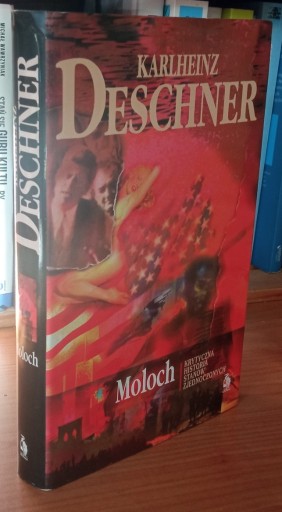 KARLHEINZ
DESCHNER
Moloch
KRYTYCZNA
HISTORIA
STANÓW
ZJEDNOCZONYCH
DESCHNER
Moloch